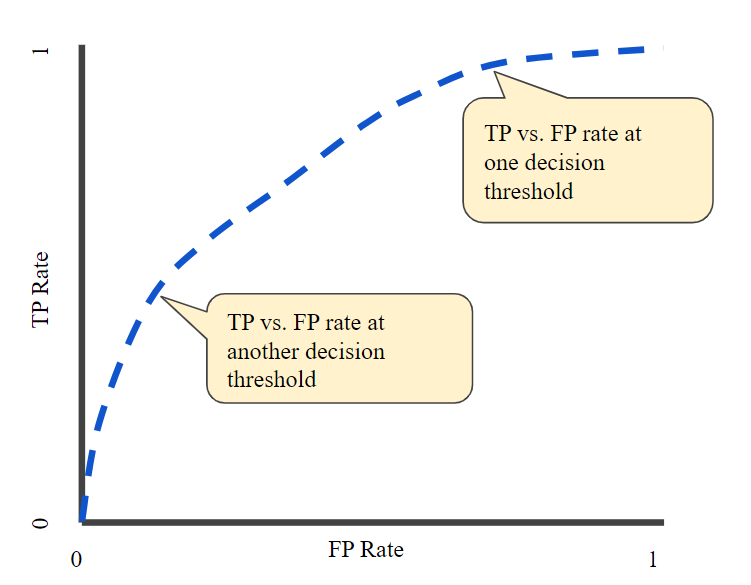 1
TP vs. FP rate at
one decision
threshold
TP Rate
TP vs. FP rate at
another decision
threshold
0
0
FP Rate
1